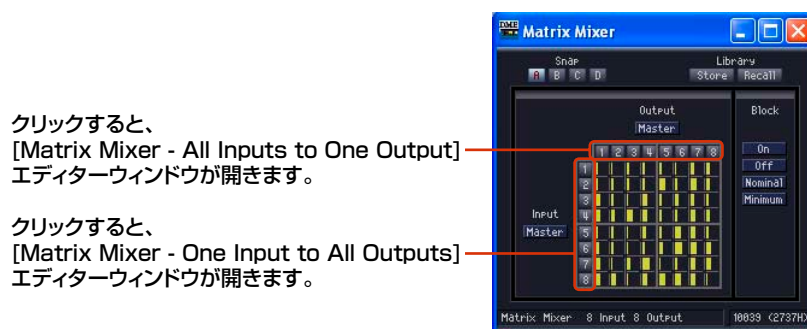 クリックすると、
[Matrix Mixer - All Inputs to One Output]
エディターウィンドウが開きます。
クリックすると、
[Matrix Mixer - One Input to All Outputs]
エディターウィンドウが開きます。
DME Matrix Mixer
Snap
Library
A B C D
Store Recall
Output
Master
1 2 3 4 5 6 7 8
Input
Master
1
2
3
4
5
6
7
8
Block
On
Off
Nominal
Minimum
Matrix Mixer 8 Input 8 Output 10039 (2737H)